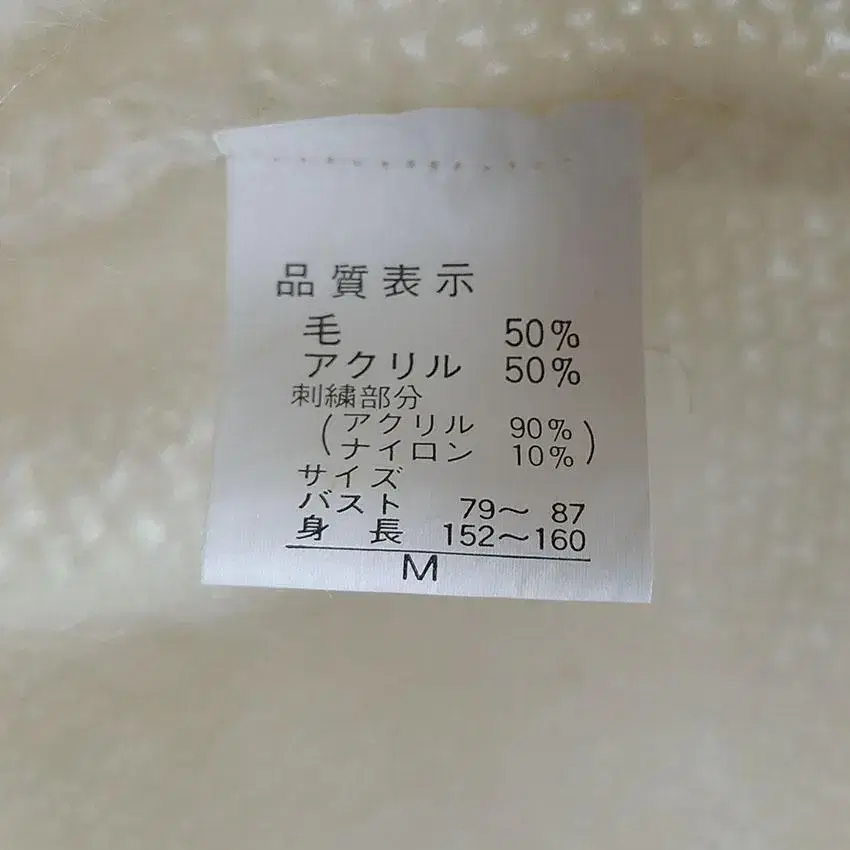 品質表示
毛 50%
アクリル 50%
刺繍部分
(アクリル 90%
ナイロン 10%)
サイズ
バスト 79〜 87
身 長 152〜160
M